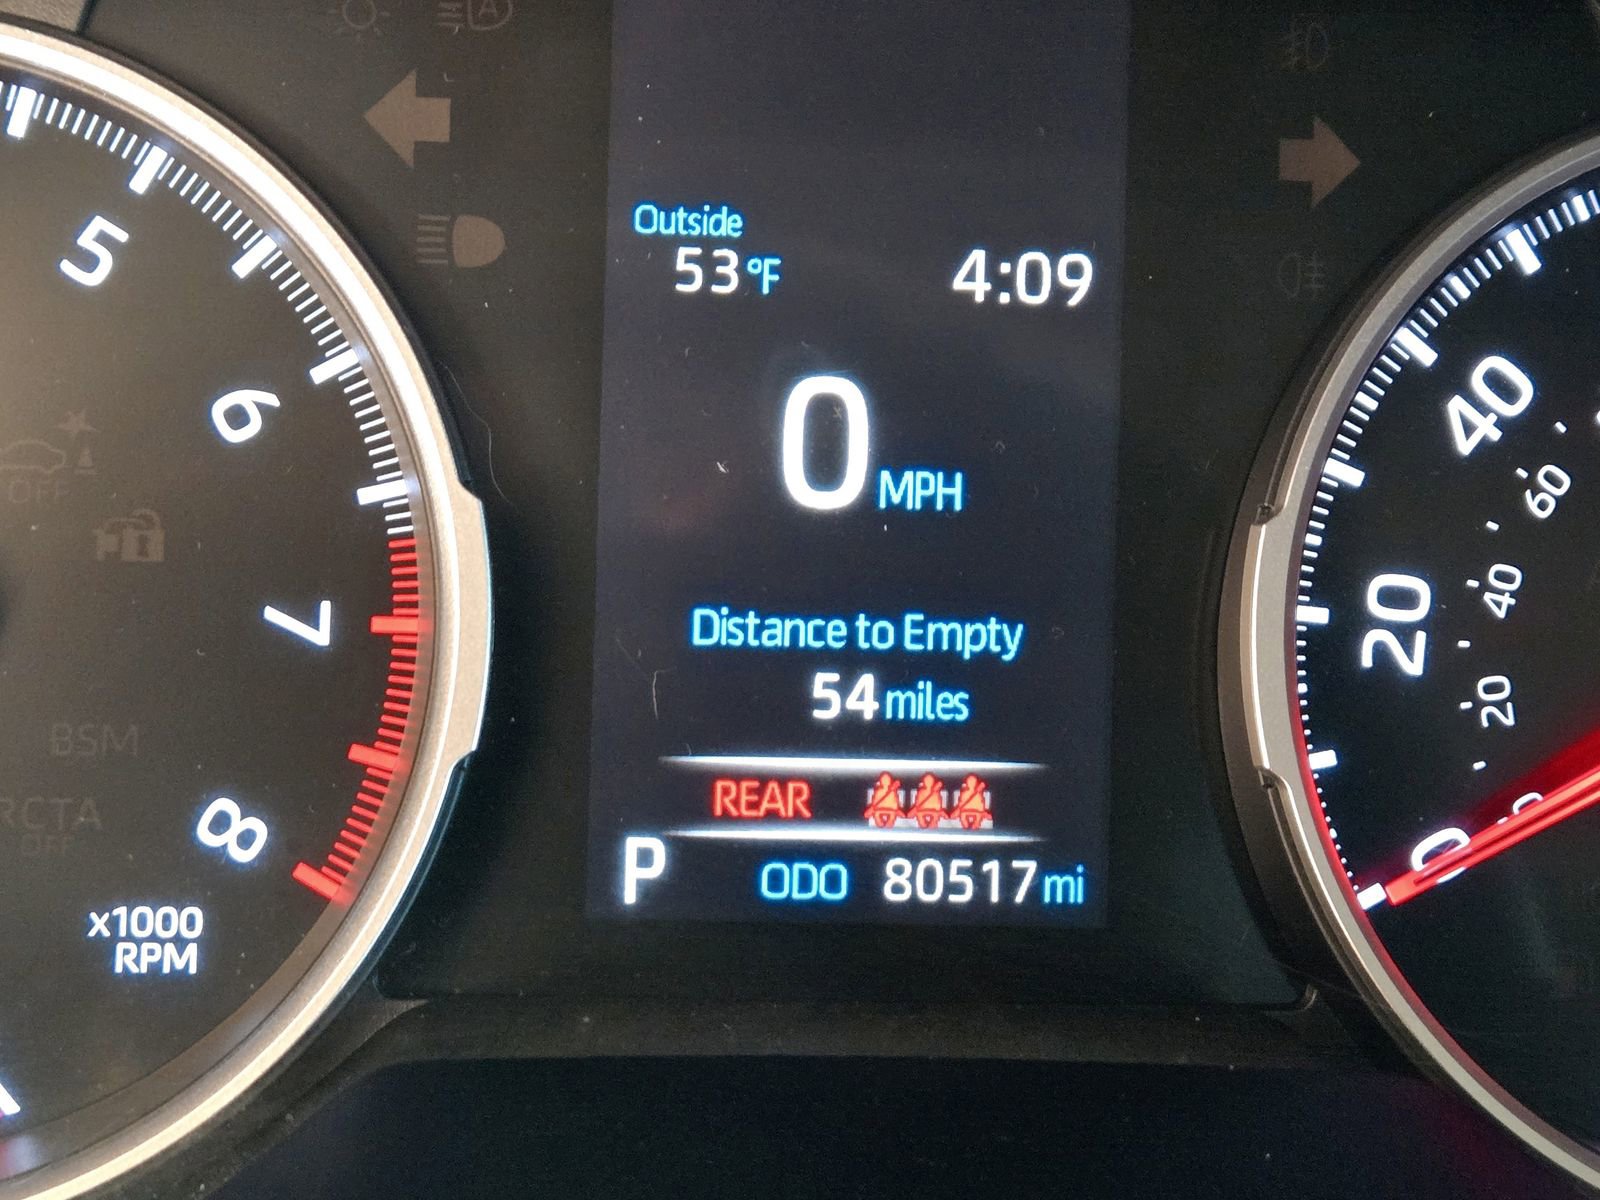 Outside
53 °F
4:09
0 MPH
Distance to Empty
54 miles
REAR
P ODO 80517 mi
5
6
7
8
x1000
RPM
OFF
BSM
RCTA
OFF
A
40
20
0
60
40
20